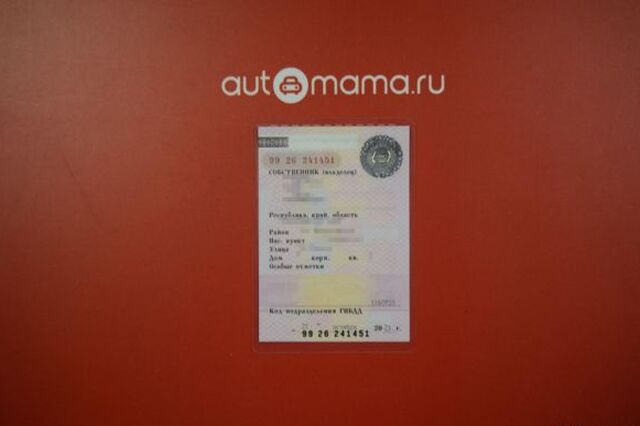 automama.ru
99 26 241451
СОБСТВЕННИК (владелец)
Республика, край, область
Район
Нас. пункт
Улица
Дом корп. кв.
Особые отметки
Код подразделения ГИБДД
20 г.
99 26 241451